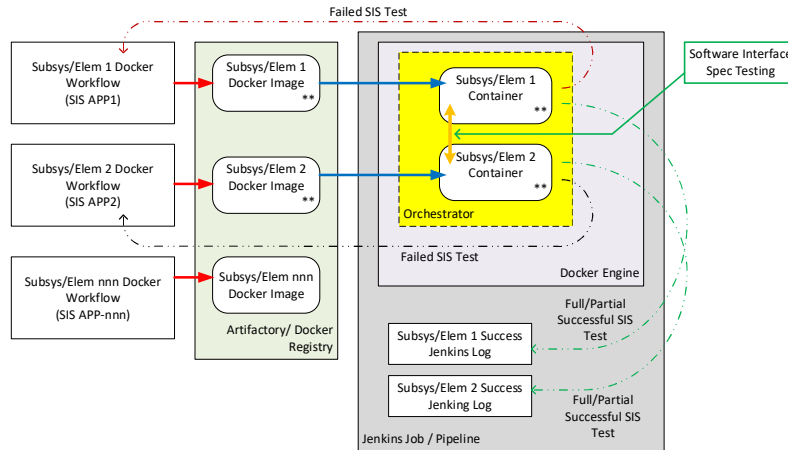 Failed SIS Test
Subsys/Elem 1 Docker
Workflow
(SIS APP1)
Subsys/Elem 1
Docker Image
**
Subsys/Elem 1
Container
**
Software Interface
Spec Testing
Subsys/Elem 2 Docker
Workflow
(SIS APP2)
Subsys/Elem 2
Docker Image
**
Subsys/Elem 2
Container
**
Orchestrator
Failed SIS Test
Docker Engine
Subsys/Elem nnn Docker
Workflow
(SIS APP-nnn)
Subsys/Elem nnn
Docker Image
Artifactory/ Docker
Registry
Full/Partial
Successful SIS
Test
Subsys/Elem 1 Success
Jenkins Log
Subsys/Elem 2 Success
Jenking Log
Full/Partial
Successful SIS
Test
Jenkins Job / Pipeline